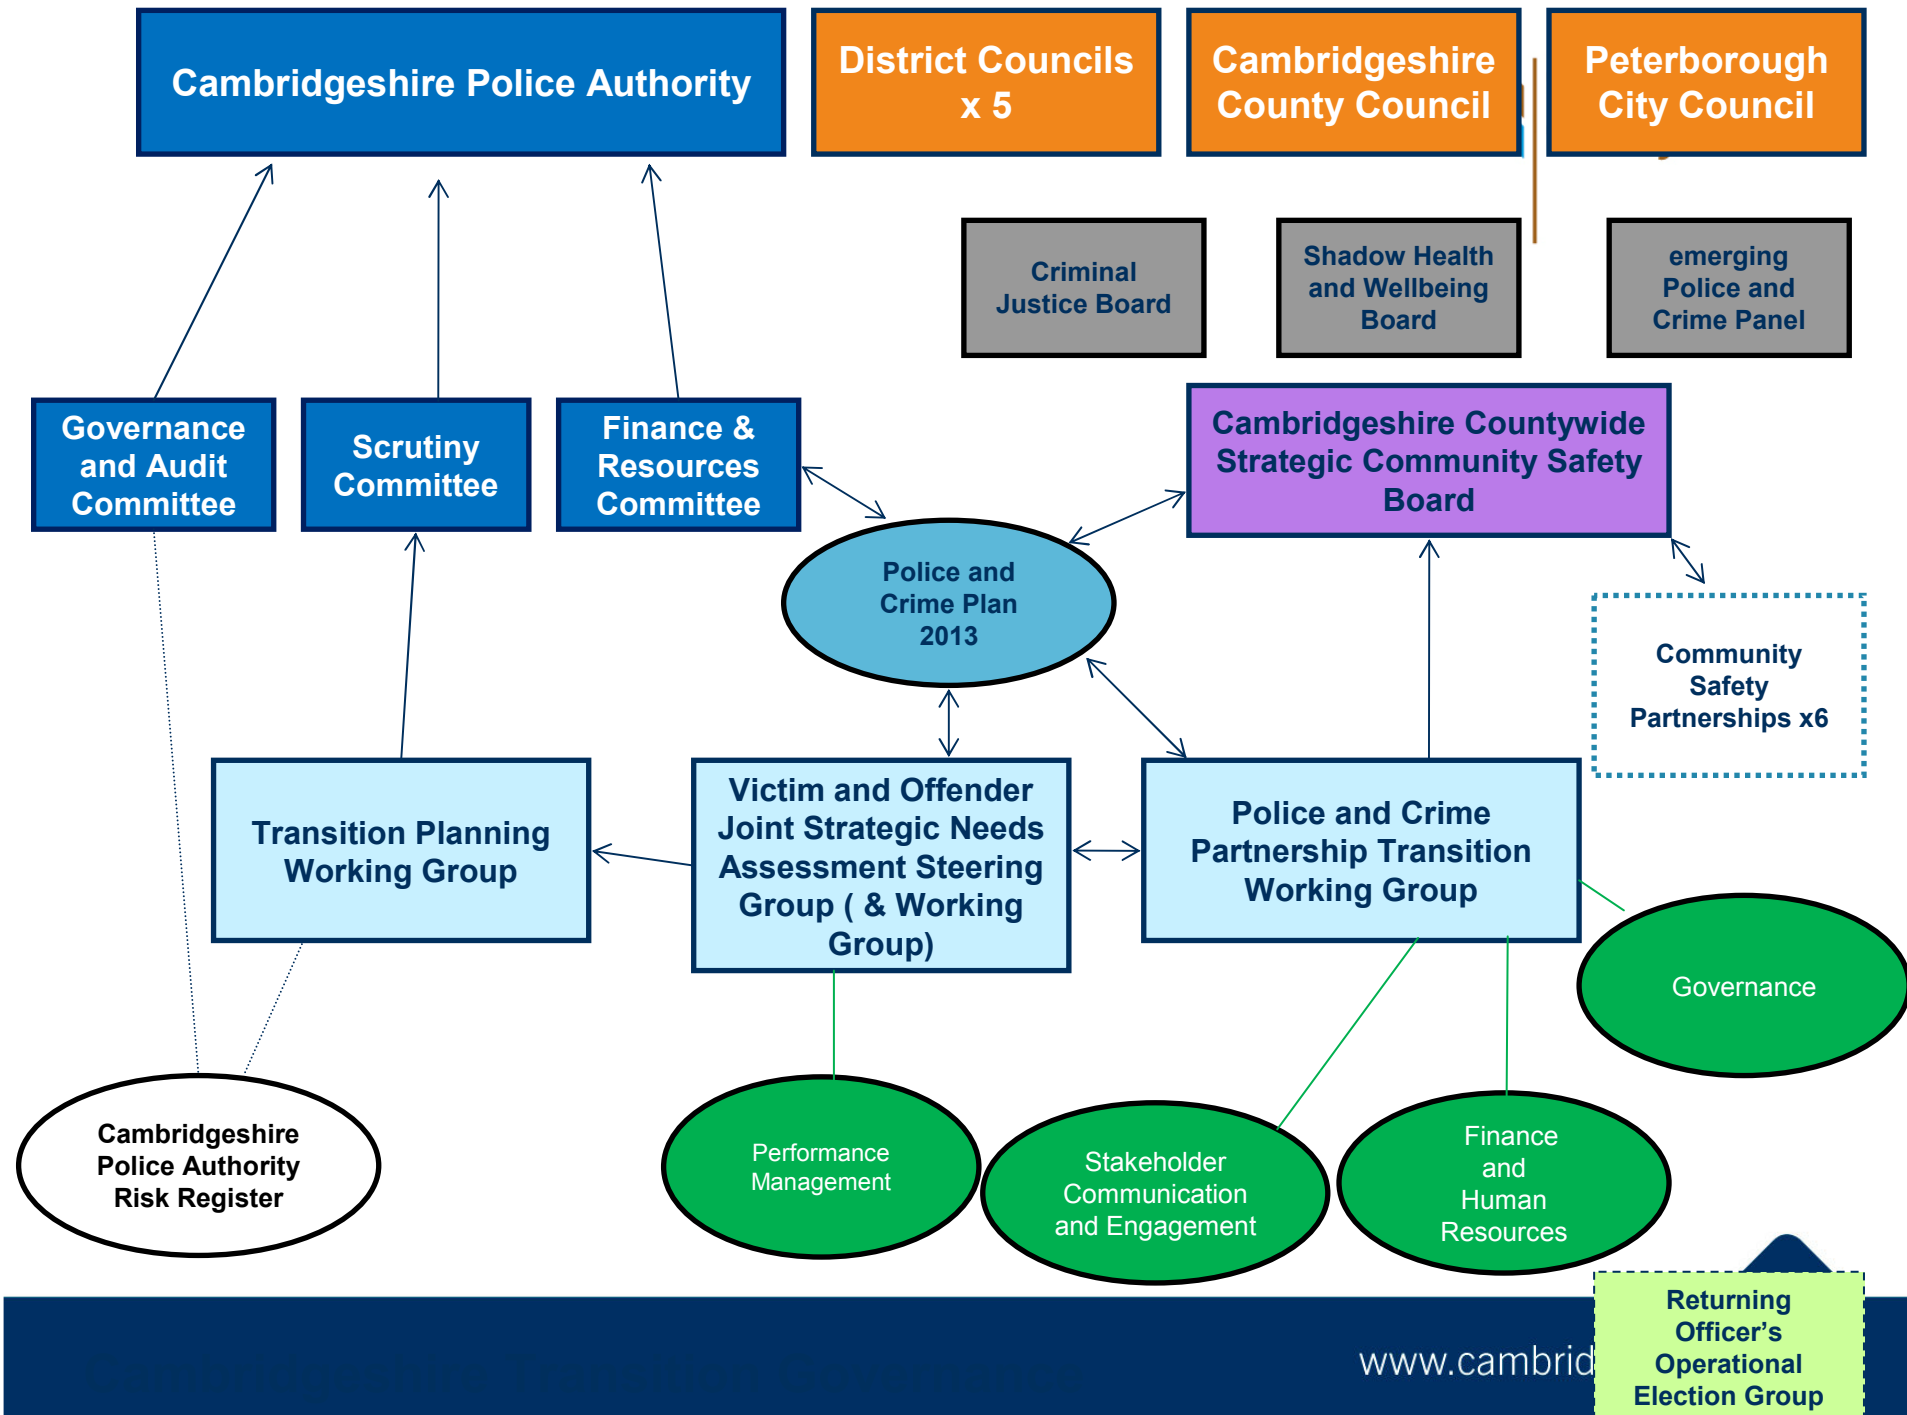 Cambridgeshire Police Authority
District Councils
x 5
Cambridgeshire
County Council
Peterborough
City Council
Criminal
Justice Board
Shadow Health
and Wellbeing
Board
emerging
Police and
Crime Panel
Governance
and Audit
Committee
Scrutiny
Committee
Finance &
Resources
Committee
Cambridgeshire Countywide
Strategic Community Safety
Board
Police and
Crime Plan
2013
Community
Safety
Partnerships x6
Transition Planning
Working Group
Victim and Offender
Joint Strategic Needs
Assessment Steering
Group ( & Working
Group)
Police and Crime
Partnership Transition
Working Group
Governance
Cambridgeshire
Police Authority
Risk Register
Performance
Management
Stakeholder
Communication
and Engagement
Finance
and
Human
Resources
Returning
Officer's
Operational
Election Group
www.cambrid
Cambridgeshire Transition Governance